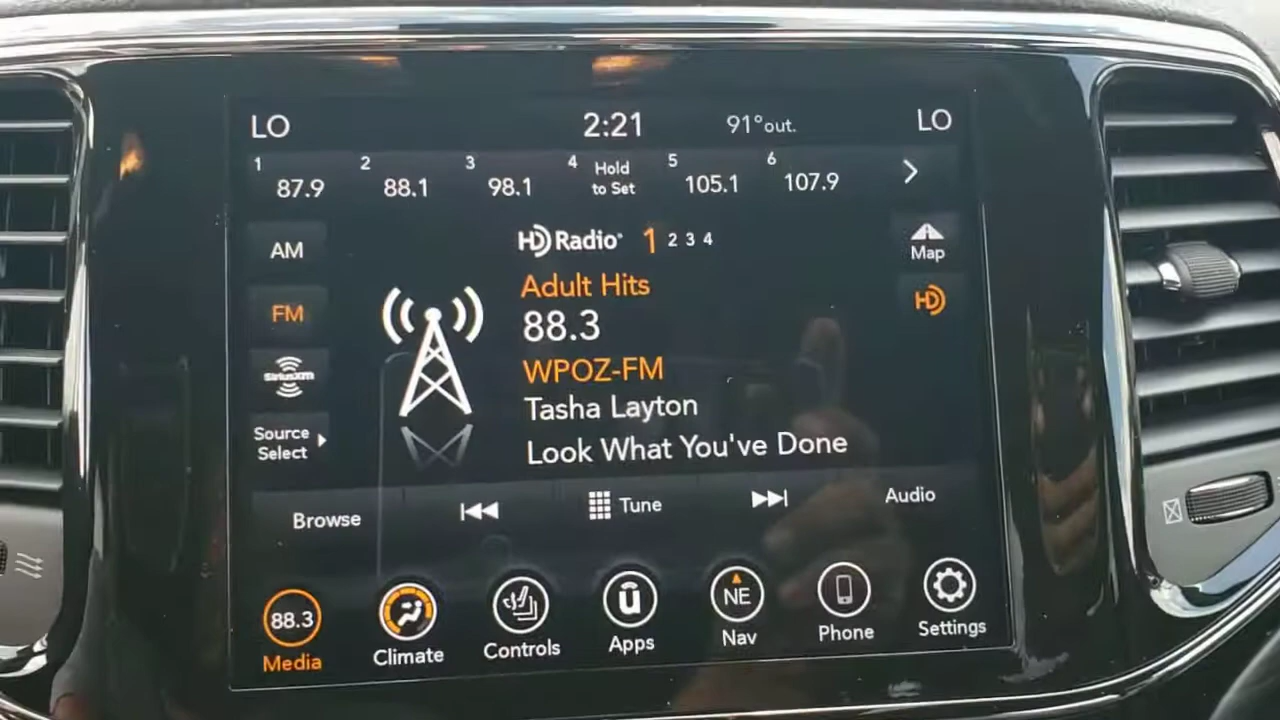 LO 2:21 91°out. LO
1 87.9 2 88.1 3 98.1 4 Hold to Set 5 105.1 6 107.9
HD Radio 1 2 3 4
AM
Map
Adult Hits
FM
HD
88.3
WPOZ-FM
SiriusXM
Tasha Layton
Source Select
Look What You've Done
Browse Tune Audio
88.3 NE
Media Climate Controls Apps Nav Phone Settings